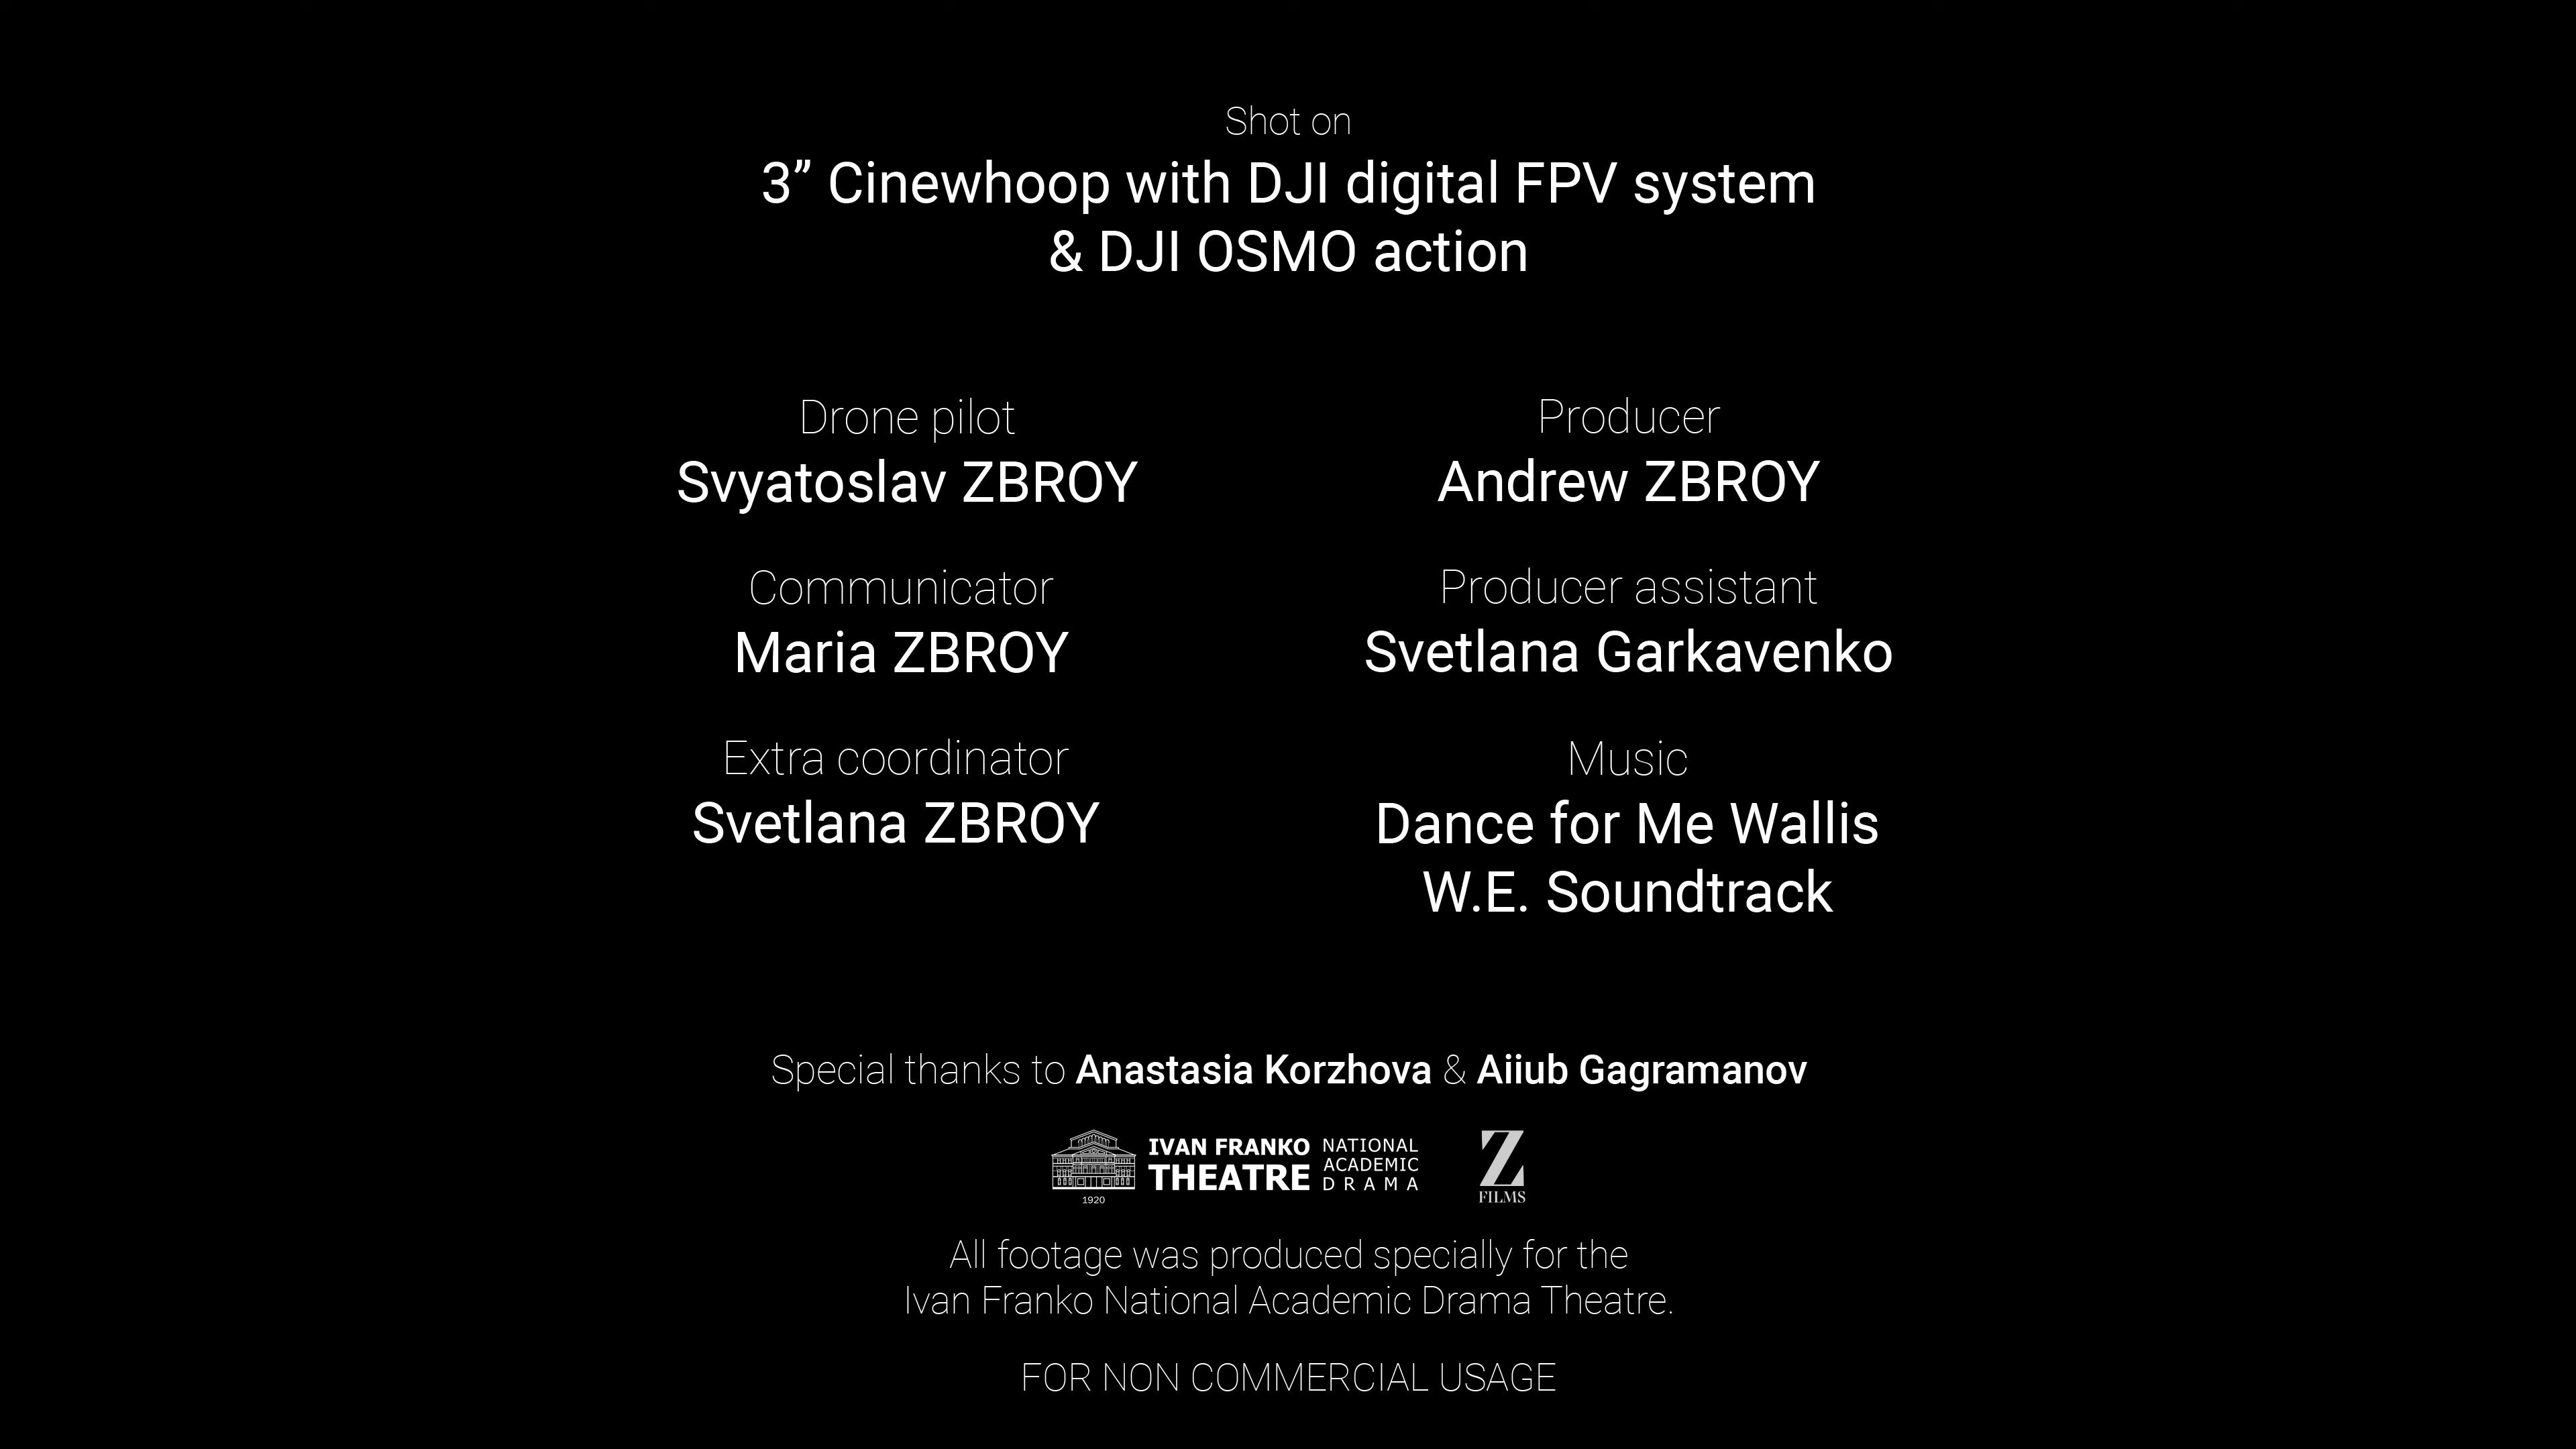 Shot on
3” Cinewhoop with DJI digital FPV system
& DJI OSMO action
Drone pilot
Svyatoslav ZBROY
Communicator
Maria ZBROY
Extra coordinator
Svetlana ZBROY
Producer
Andrew ZBROY
Producer assistant
Svetlana Garkavenko
Music
Dance for Me Wallis
W.E. Soundtrack
Special thanks to Anastasia Korzhova & Aiiub Gagramanov
1920
IVAN FRANKO
THEATRE
NATIONAL
ACADEMIC
DRAMA
Z
FILMS
All footage was produced specially for the
Ivan Franko National Academic Drama Theatre.
FOR NON COMMERCIAL USAGE